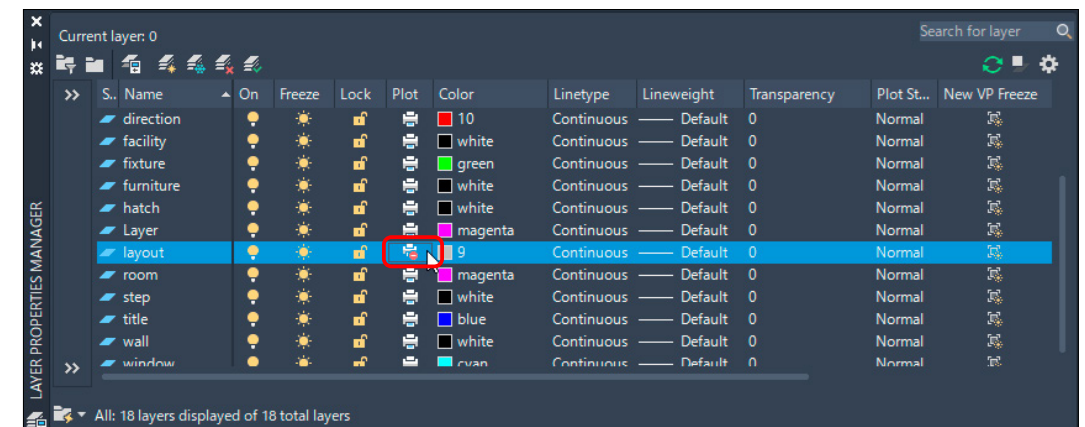 Current layer: 0
Search for layer
S.. Name On Freeze Lock Plot Color Linetype Lineweight Transparency Plot St... New VP Freeze
direction 10 Continuous Default 0 Normal
facility white Continuous Default 0 Normal
fixture green Continuous Default 0 Normal
furniture white Continuous Default 0 Normal
hatch white Continuous Default 0 Normal
Layer magenta Continuous Default 0 Normal
layout 9 Continuous Default 0 Normal
room magenta Continuous Default 0 Normal
step white Continuous Default 0 Normal
title blue Continuous Default 0 Normal
wall white Continuous Default 0 Normal
window cyan Continuous Default 0 Normal
All: 18 layers displayed of 18 total layers
LAYER PROPERTIES MANAGER